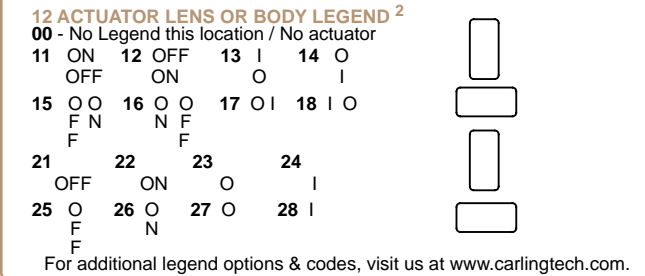 12 ACTUATOR LENS OR BODY LEGEND 2
00 - No Legend this location / No actuator
11 ON 12 OFF 13 I 14 O
OFF ON O I
15 O O 16 O O 17 O I 18 I O
F N N F
F F
21 22 23 24
OFF ON O I
25 O 26 O 27 O 28 I
F N
F
For additional legend options & codes, visit us at www.carlingtech.com.